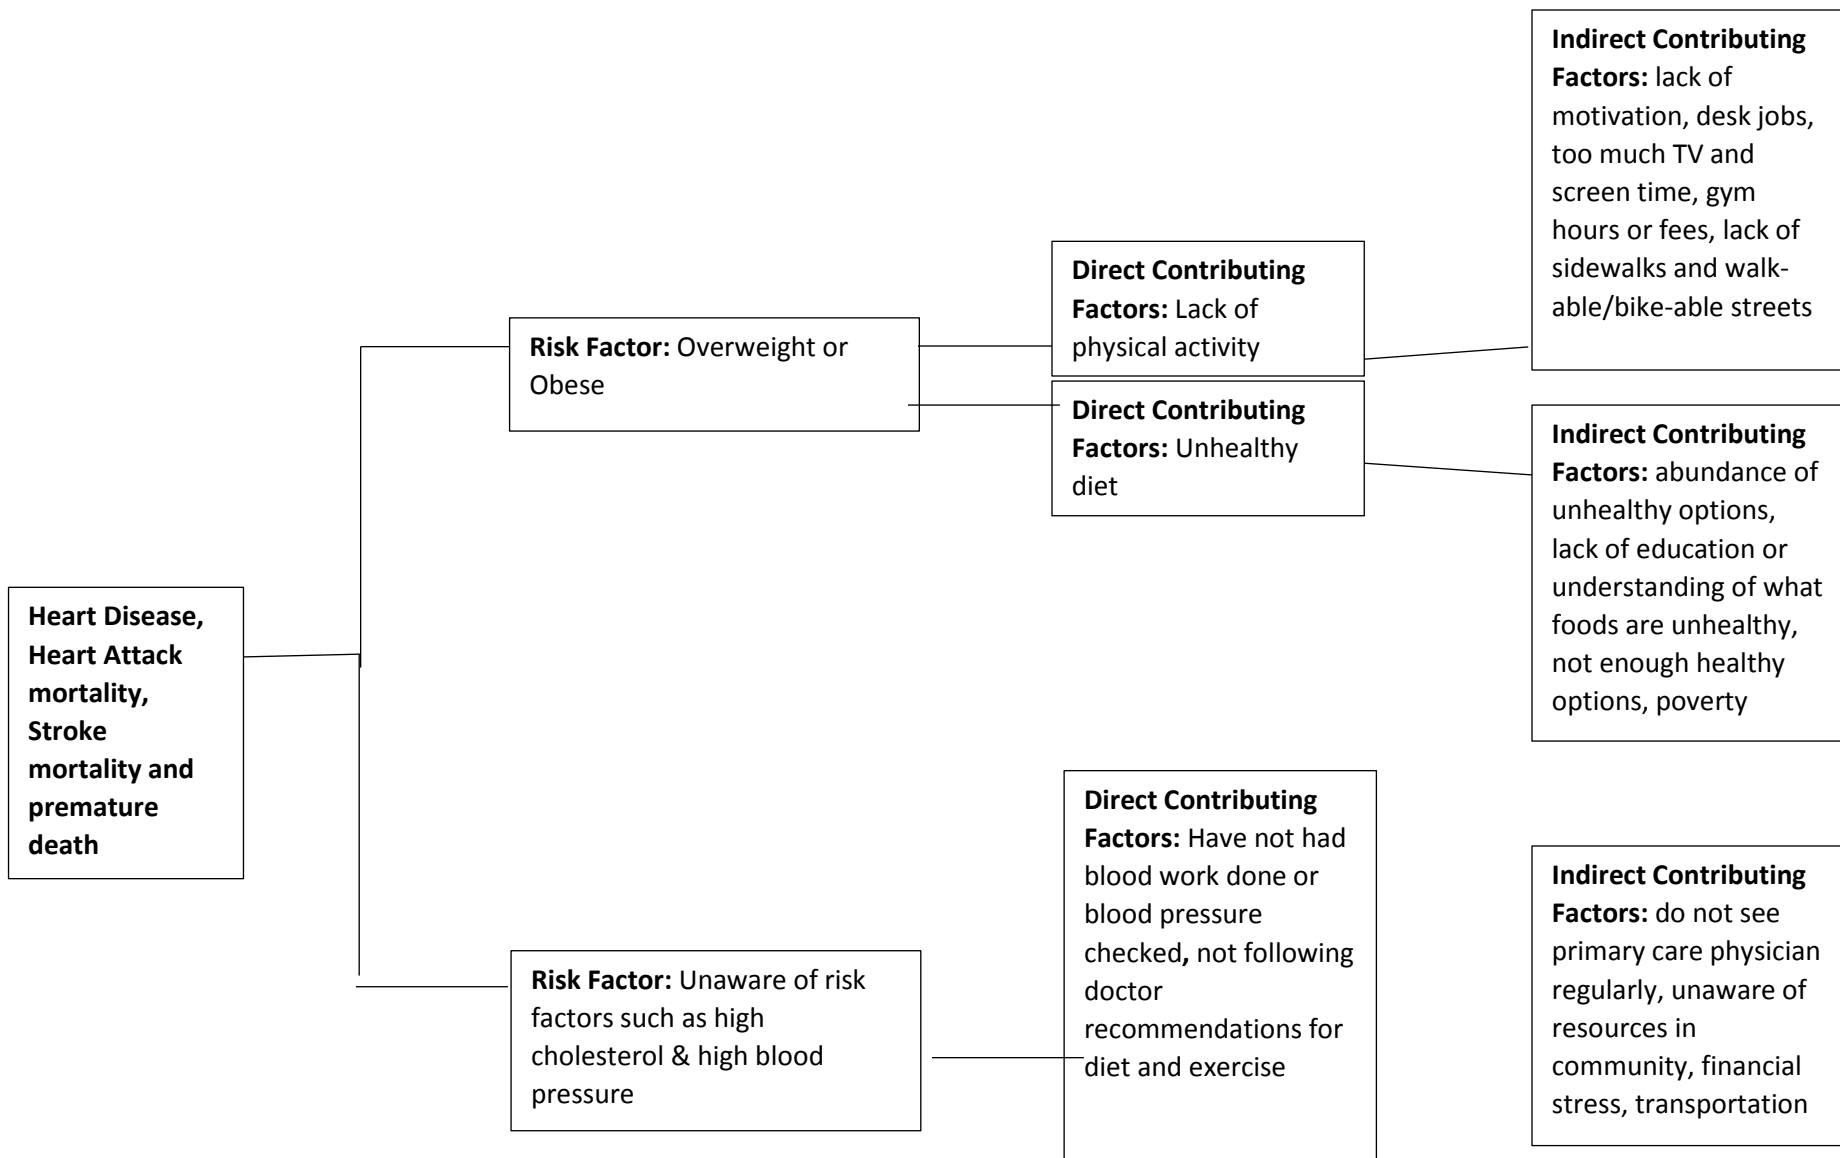 Heart Disease,
Heart Attack
mortality,
Stroke
mortality and
premature
death
Risk Factor: Overweight or
Obese
Direct Contributing
Factors: Lack of
physical activity
Direct Contributing
Factors: Unhealthy
diet
Indirect Contributing
Factors: lack of
motivation, desk jobs,
too much TV and
screen time, gym
hours or fees, lack of
sidewalks and walk-
able/bike-able streets
Indirect Contributing
Factors: abundance of
unhealthy options,
lack of education or
understanding of what
foods are unhealthy,
not enough healthy
options, poverty
Risk Factor: Unaware of risk
factors such as high
cholesterol & high blood
pressure
Direct Contributing
Factors: Have not had
blood work done or
blood pressure
checked, not following
doctor
recommendations for
diet and exercise
Indirect Contributing
Factors: do not see
primary care physician
regularly, unaware of
resources in
community, financial
stress, transportation